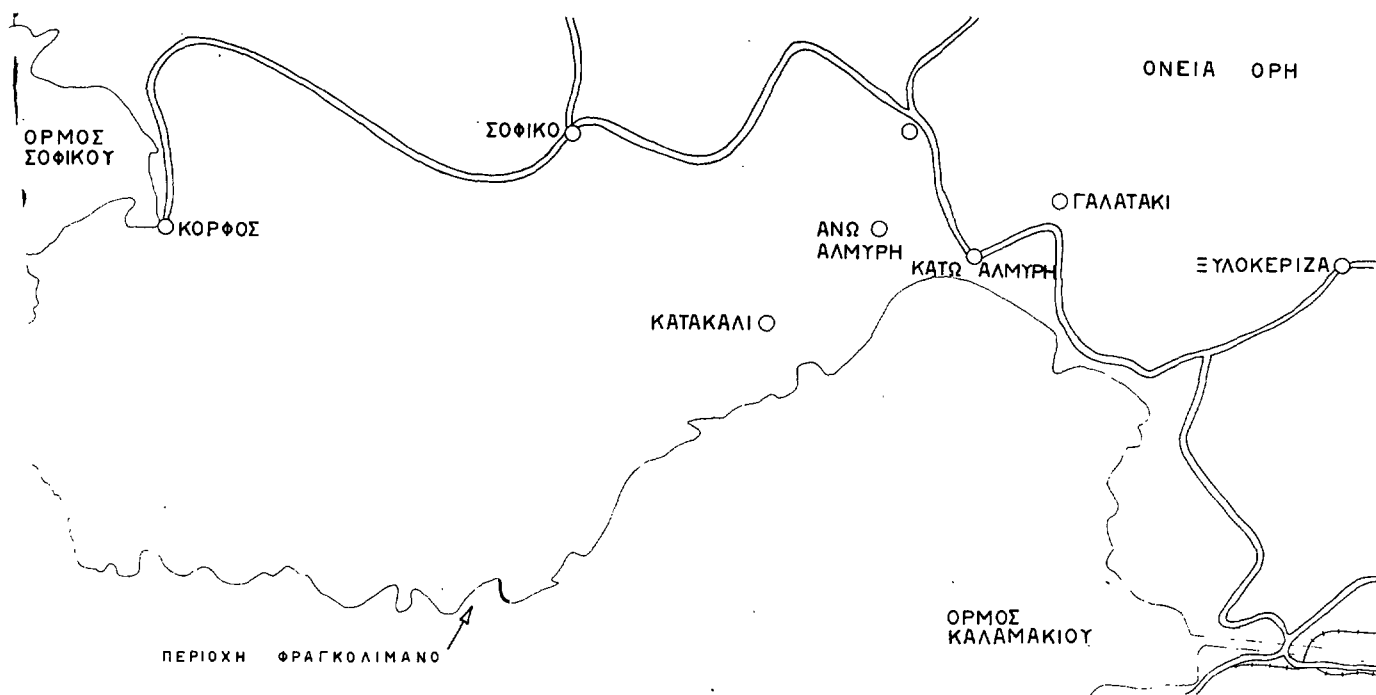 ΟΝΕΙΑ ΟΡΗ
ΟΡΜΟΣ
ΣΟΦΙΚΟΥ
ΣΟΦΙΚΟ
ΚΟΡΦΟΣ
ΓΑΛΑΤΑΚΙ
ΑΝΩ
ΑΛΜΥΡΗ
ΚΑΤΩ ΑΛΜΥΡΗ
ΞΥΛΟΚΕΡΙΖΑ
ΚΑΤΑΚΑΛΙ
ΟΡΜΟΣ
ΚΑΛΑΜΑΚΙΟΥ
ΠΕΡΙΟΧΗ ΦΡΑΓΚΟΛΙΜΑΝΟ